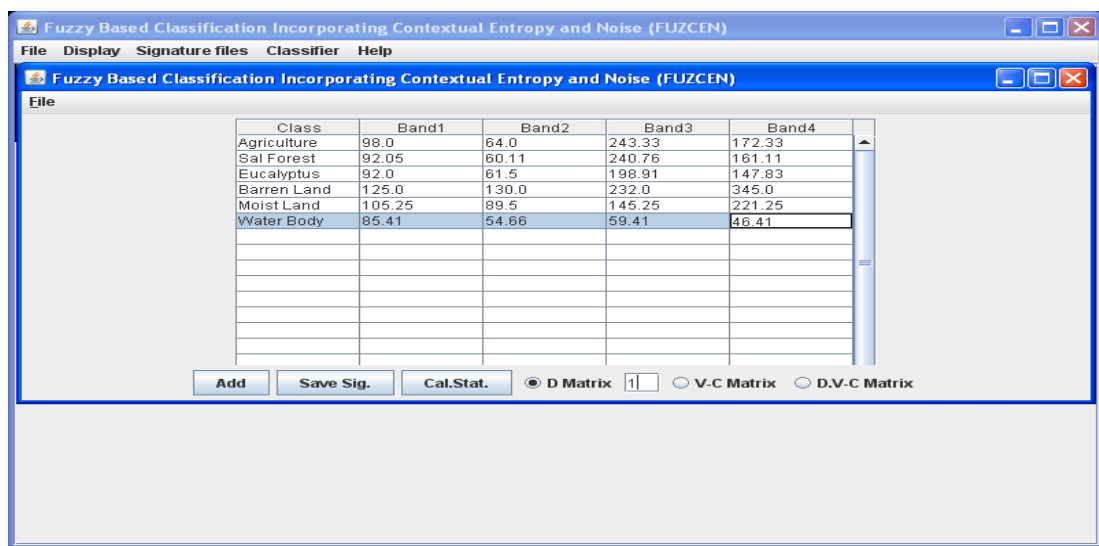 Fuzzy Based Classification Incorporating Contextual Entropy and Noise (FUZCEN)
File Display Signature files Classifier Help
Fuzzy Based Classification Incorporating Contextual Entropy and Noise (FUZCEN)
File
Class Band1 Band2 Band3 Band4
Agriculture 98.0 64.0 243.33 172.33
Sal Forest 92.05 60.11 240.76 161.11
Eucalyptus 92.0 61.5 198.91 147.83
Barren Land 125.0 130.0 232.0 345.0
Moist Land 105.25 89.5 145.25 221.25
Water Body 85.41 54.66 59.41 46.41
Add Save Sig. Cal.Stat. D Matrix 1 V-C Matrix D.V-C Matrix